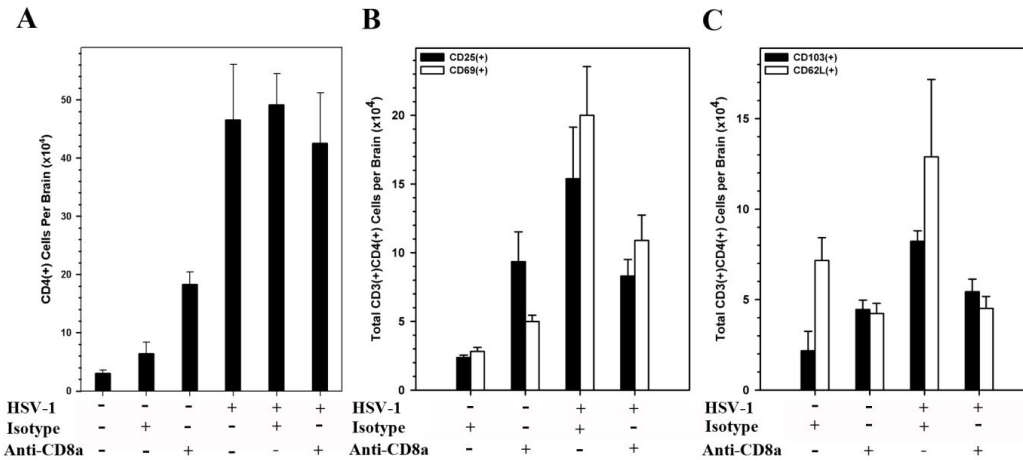 A
CD4(+) Cells Per Brain (x10⁴)
50
40
30
20
10
0
HSV-1 - - - + + +
Isotype - + - - + -
Anti-CD8a - - + - - +
B
CD25(+)
CD69(+)
Total CD3(+)CD4(+) Cells per Brain (x10⁴)
20
15
10
5
0
HSV-1 - - + +
Isotype + - + -
Anti-CD8a - + - +
C
CD103(+)
CD62L(+)
Total CD3(+)CD4(+) Cells per Brain (x10⁴)
15
10
5
0
HSV-1 - - + +
Isotype + - + -
Anti-CD8a - + - +